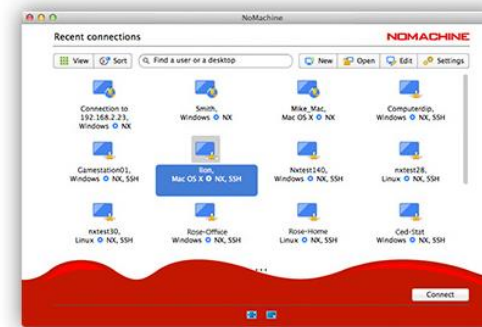 NoMachine
Recent connections
NOMACHINE
View Sort Find a user or a desktop New Open Edit Settings
Connection to
192.168.2.23,
Windows NX
Smith,
Windows NX
Mike_Mac,
Mac OS X NX
Computerdip,
Windows NX
Gamestation01,
Windows NX, SSH
lion,
Mac OS X NX, SSH
Nxtest140,
Windows NX, SSH
nxtest28,
Linux NX, SSH
nxtest30,
Linux NX, SSH
Rose-Office
Windows NX, SSH
Rose-Home
Linux NX, SSH
Ced-Stat
Windows NX, SSH
Connect